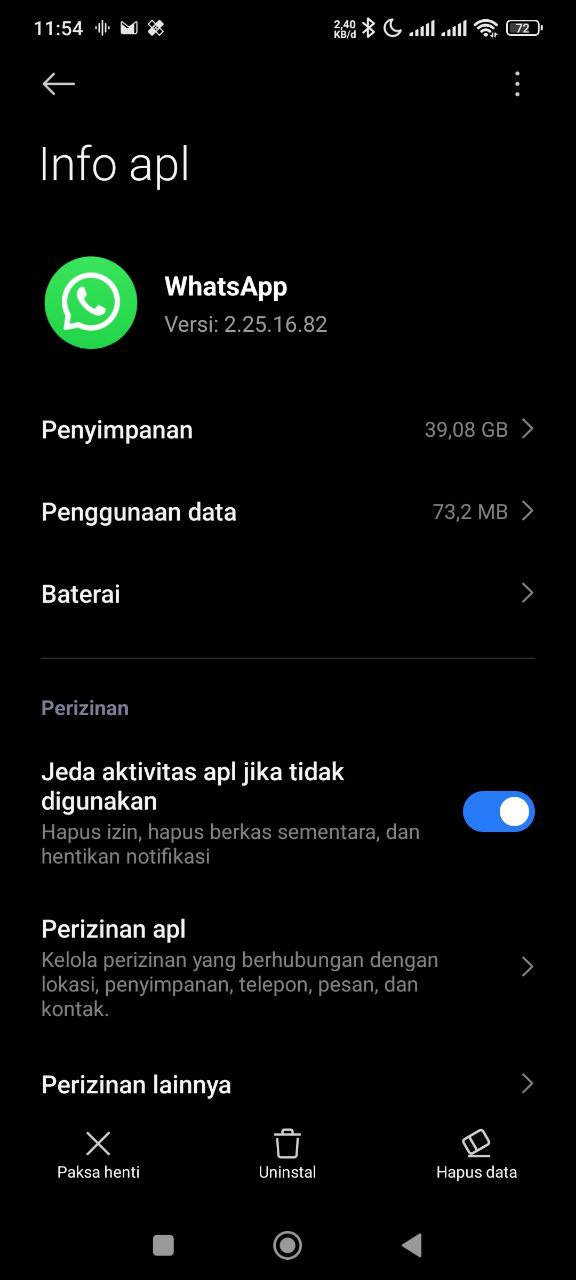 11:54
2,40
KB/d
72
Info apl
WhatsApp
Versi: 2.25.16.82
Penyimpanan 39,08 GB
Penggunaan data 73,2 MB
Baterai
Perizinan
Jeda aktivitas apl jika tidak
digunakan
Hapus izin, hapus berkas sementara, dan
hentikan notifikasi
Perizinan apl
Kelola perizinan yang berhubungan dengan
lokasi, penyimpanan, telepon, pesan, dan
kontak.
Perizinan lainnya
Paksa henti Uninstal Hapus data